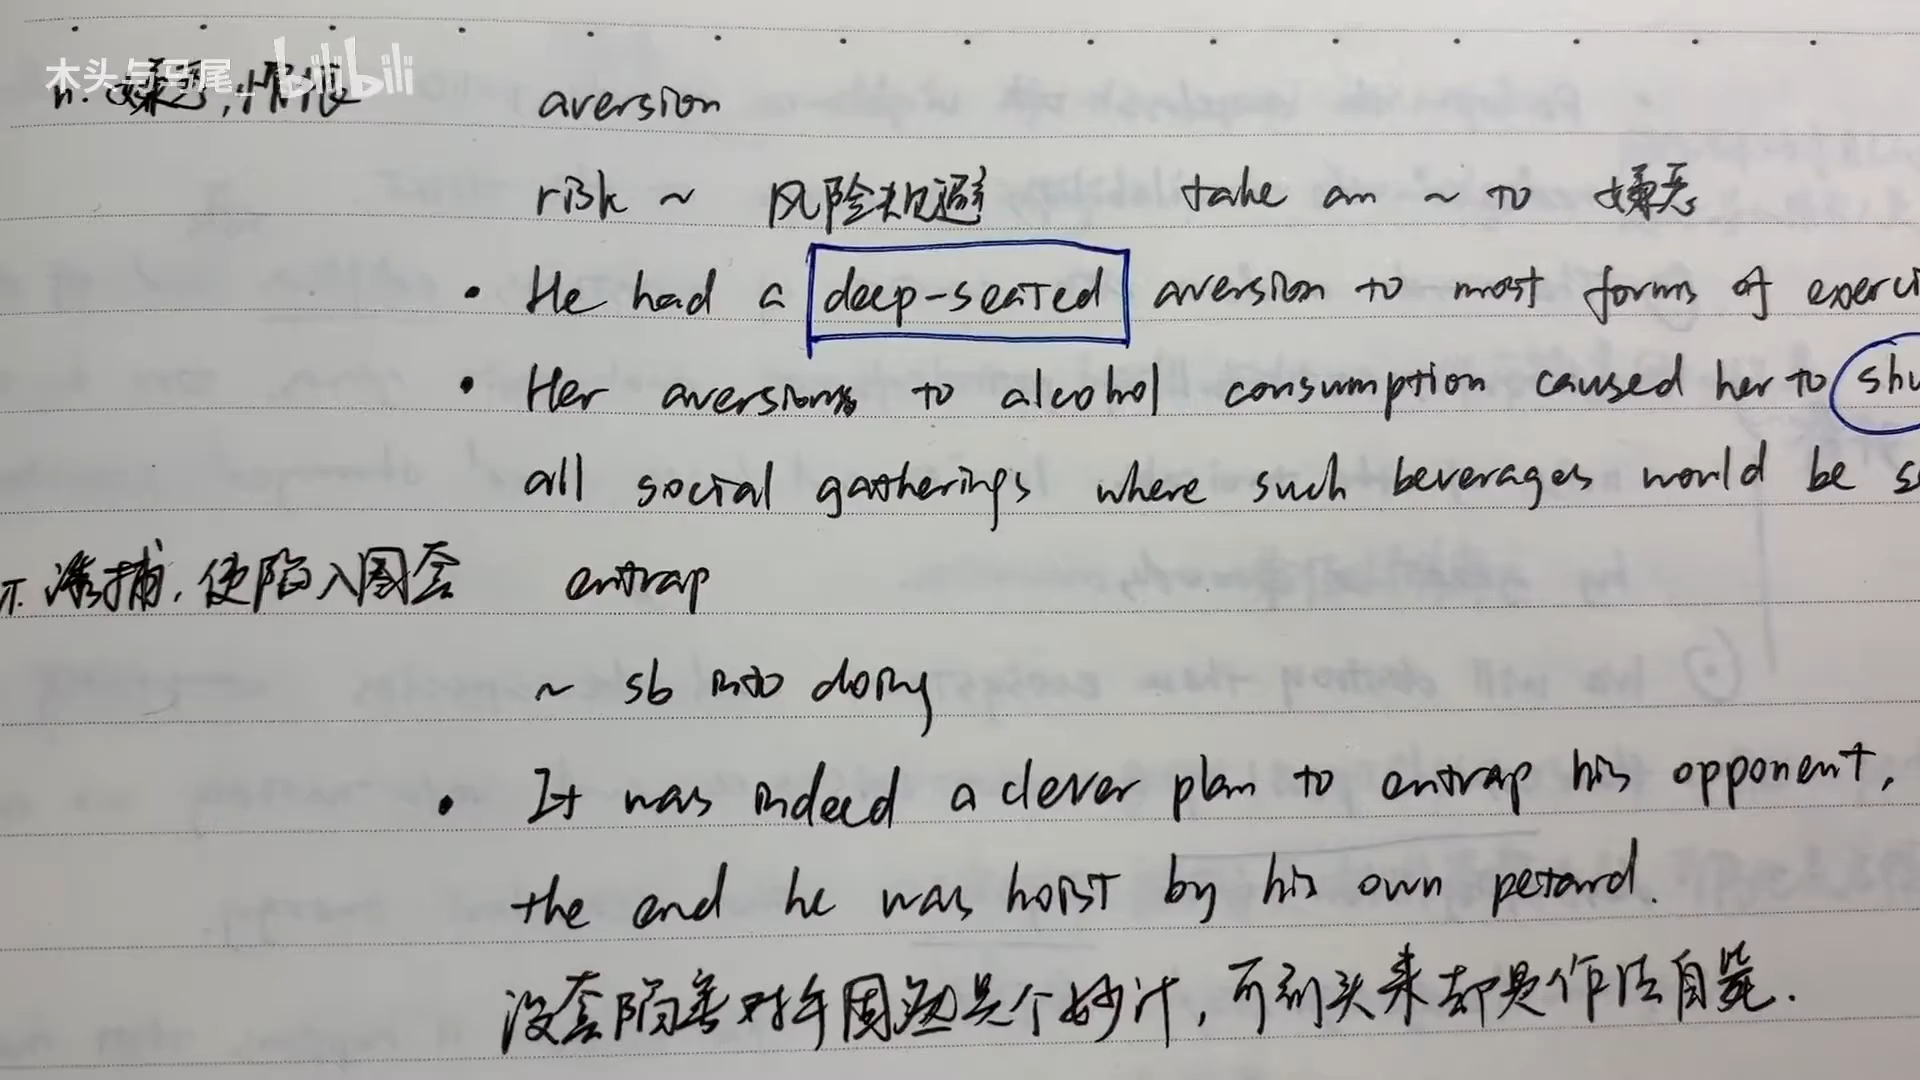 木头与马尾_ bilibili
n. 嫌恶,憎恨 aversion
risk ~ 风险规避 take an ~ to 嫌恶
• He had a deep-seated aversion to most forms of exerci
• Her aversions to alcohol consumption caused her to shu
all social gatherings where such beverages would be s
诱捕, 使陷入圈套 entrap
~ sb into doing
• It was indeed a clever plan to entrap his opponent,
the end he was hoist by his own petard.
设套陷害对手固然是个妙计, 可到头来却是作法自毙.